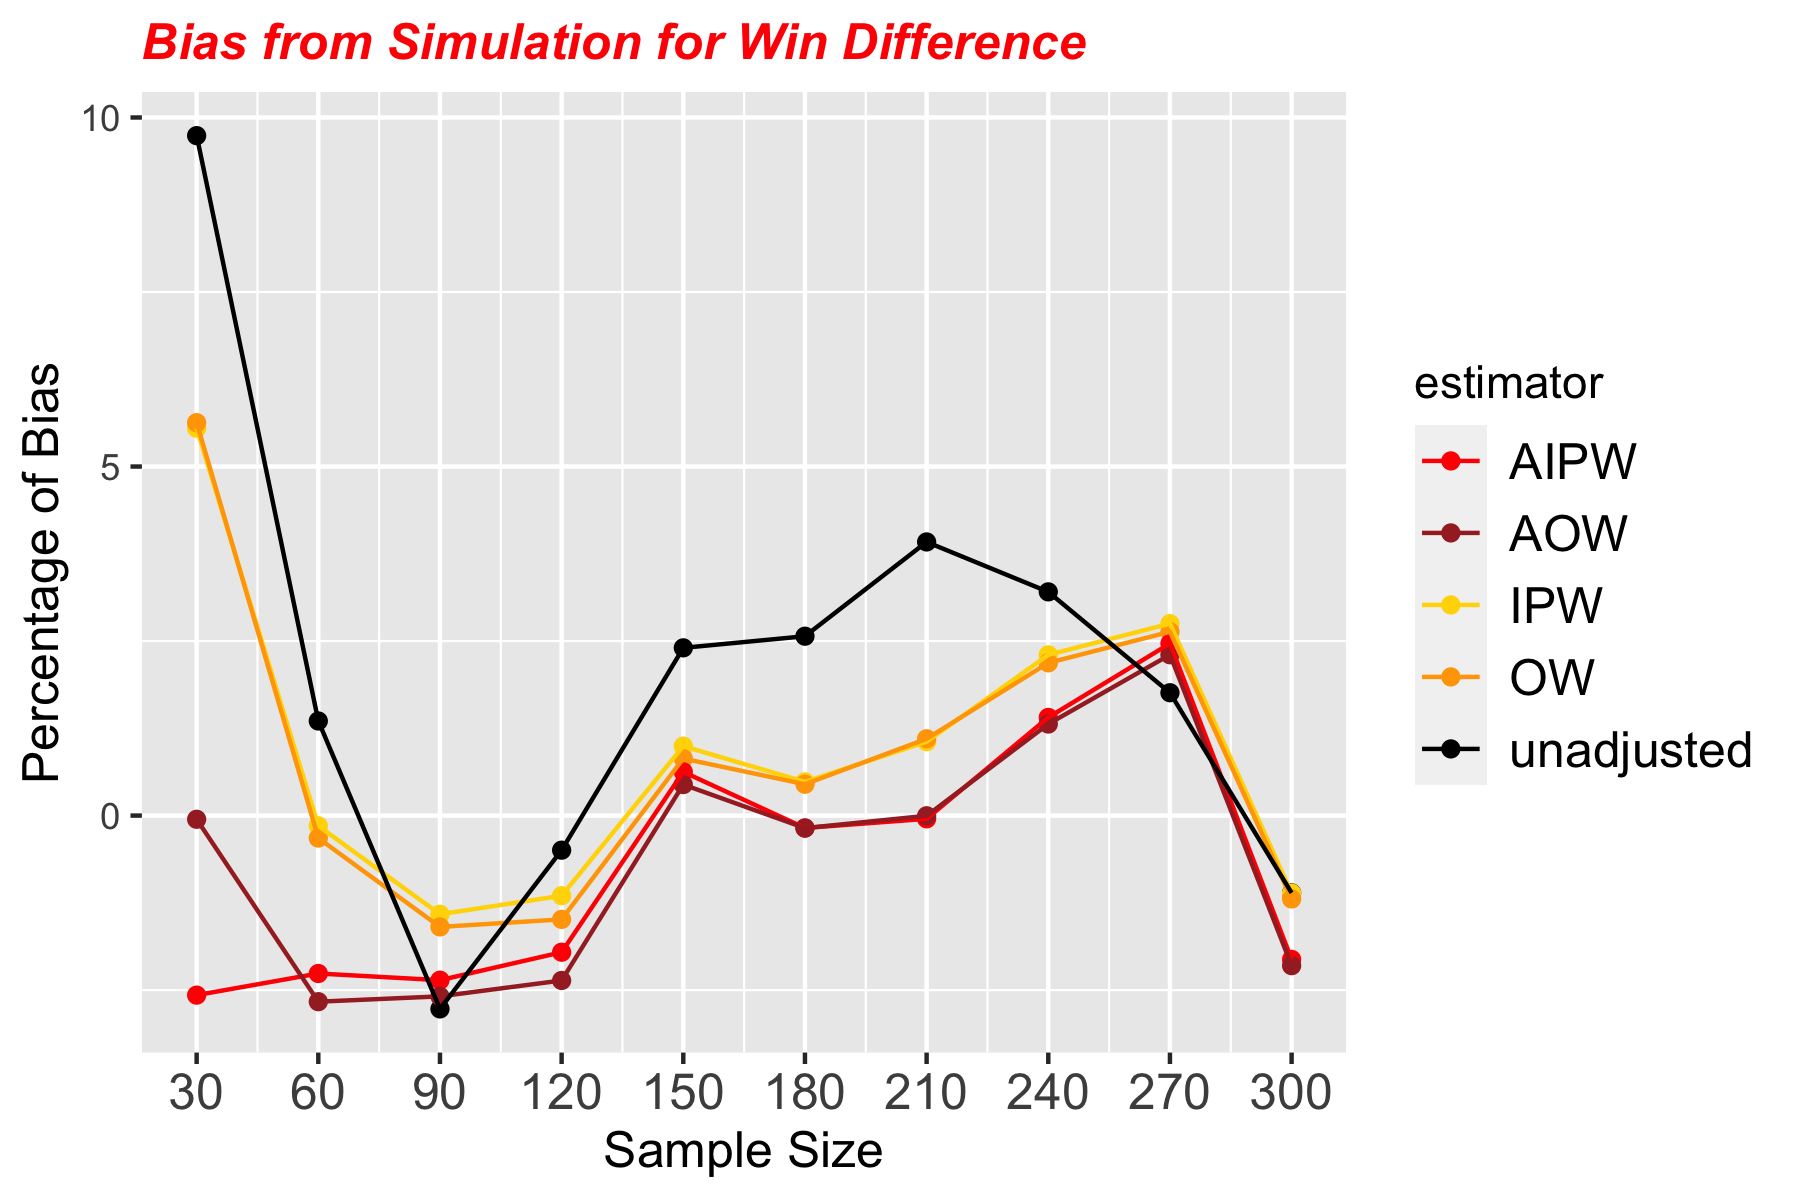 Bias from Simulation for Win Difference
Percentage of Bias
10
5
0
30 60 90 120 150 180 210 240 270 300
Sample Size
estimator
AIPW
AOW
IPW
OW
unadjusted